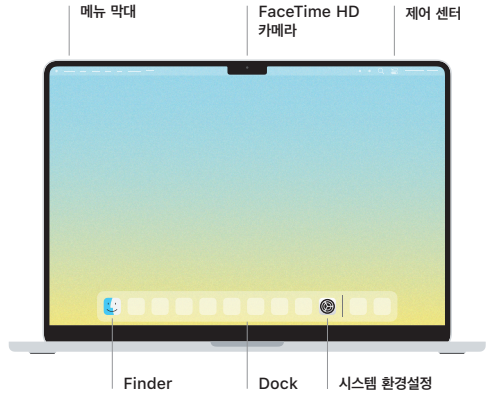 메뉴 막대
FaceTime HD
카메라
제어 센터
Finder
Dock
시스템 환경설정